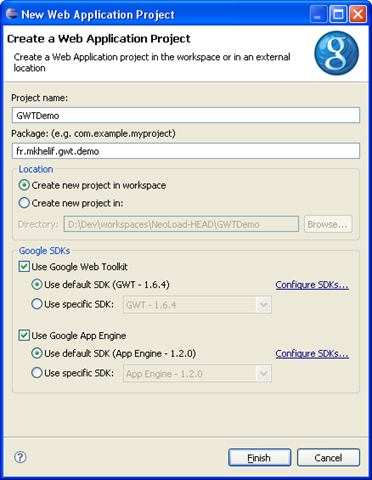 New Web Application Project
Create a Web Application Project
Create a Web Application project in the workspace or in an external
location
g
Project name:
GWTDemo
Package: (e.g. com.example.myproject)
fr.mkhelif.gwt.demo
Location
Create new project in workspace
Create new project in:
Directory: D:\Dev\workspaces\NeoLoad-HEAD\GWTDemo Browse...
Google SDKs
Use Google Web Toolkit
Use default SDK (GWT - 1.6.4) Configure SDKs...
Use specific SDK: GWT - 1.6.4
Use Google App Engine
Use default SDK (App Engine - 1.2.0) Configure SDKs...
Use specific SDK: App Engine - 1.2.0
? Finish Cancel